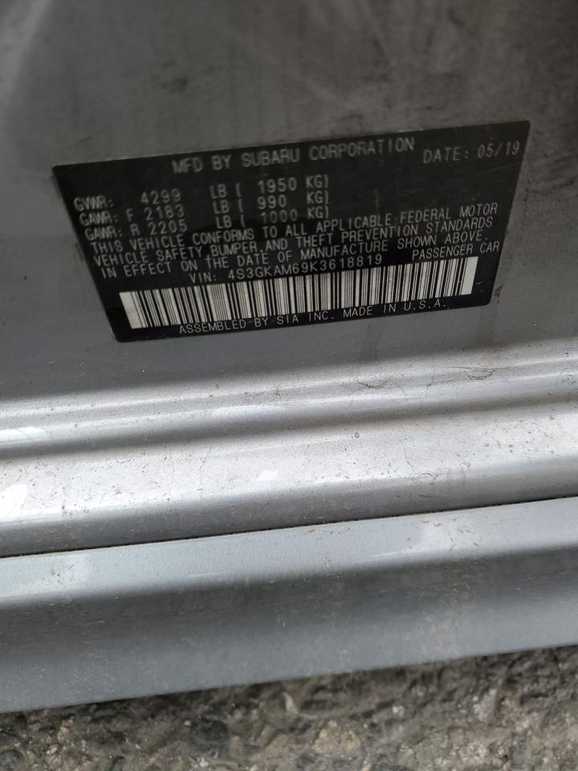 MFD BY SUBARU CORPORATION DATE: 05/19
GVWR: 4299 LB ( 1950 KG)
GAWR: F 2183 LB ( 990 KG)
GAWR: R 2205 LB ( 1000 KG)
THIS VEHICLE CONFORMS TO ALL APPLICABLE FEDERAL MOTOR
VEHICLE SAFETY, BUMPER, AND THEFT PREVENTION STANDARDS
IN EFFECT ON THE DATE OF MANUFACTURE SHOWN ABOVE.
VIN: 4S3GKAM69K3618819 PASSENGER CAR
ASSEMBLED BY SIA INC. MADE IN U.S.A.